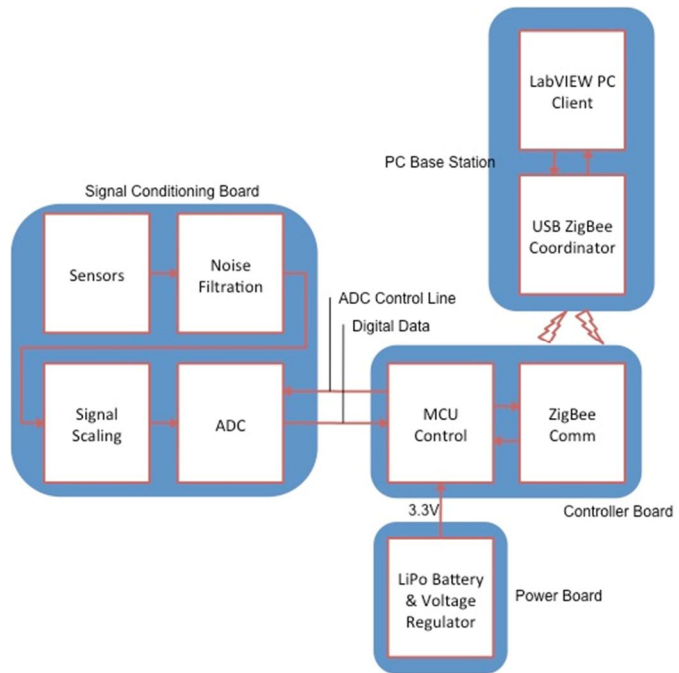 LabVIEW PC
Client
PC Base Station
USB ZigBee
Coordinator
Signal Conditioning Board
Sensors
Noise
Filtration
ADC Control Line
Digital Data
Signal
Scaling
ADC
MCU
Control
ZigBee
Comm
3.3V
Controller Board
LiPo Battery
& Voltage
Regulator
Power Board